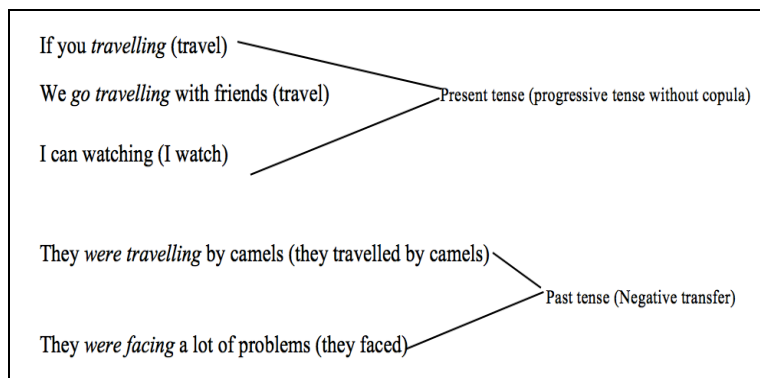 If you travelling (travel)
We go travelling with friends (travel)
Present tense (progressive tense without copula)
I can watching (I watch)
They were travelling by camels (they travelled by camels)
Past tense (Negative transfer)
They were facing a lot of problems (they faced)